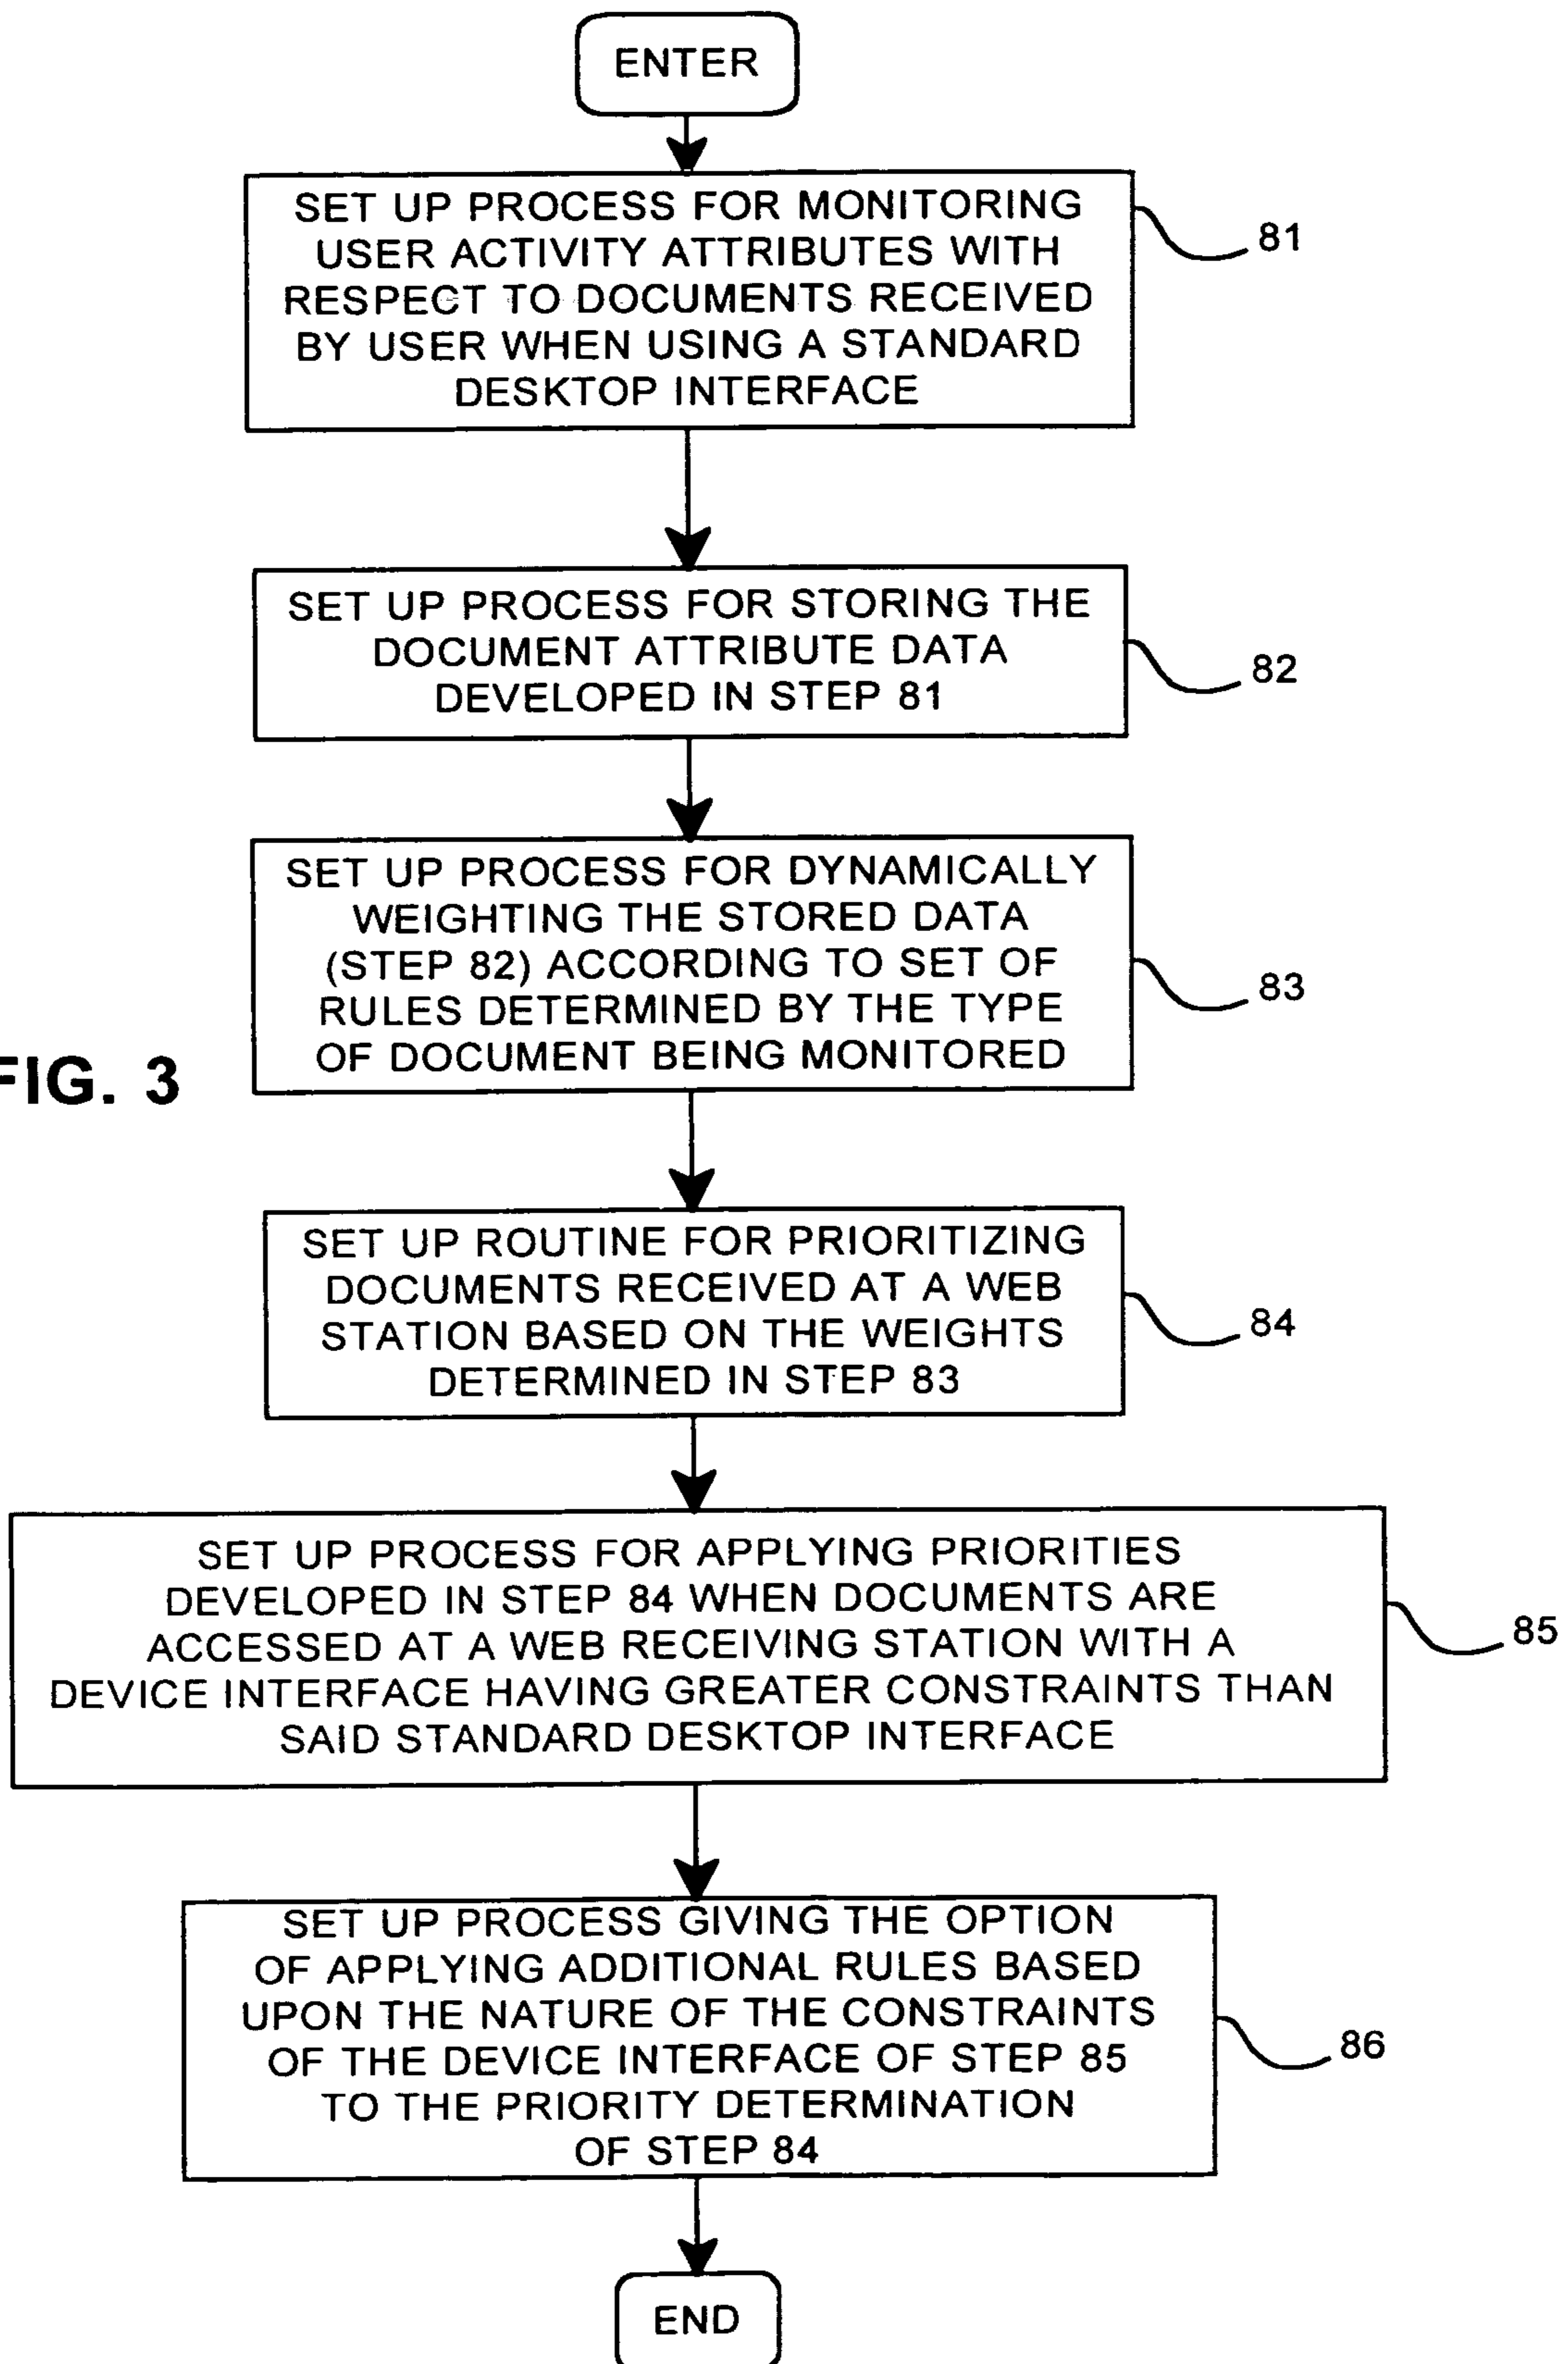 ENTER
SET UP PROCESS FOR MONITORING
USER ACTIVITY ATTRIBUTES WITH
RESPECT TO DOCUMENTS RECEIVED
BY USER WHEN USING A STANDARD
DESKTOP INTERFACE
81
SET UP PROCESS FOR STORING THE
DOCUMENT ATTRIBUTE DATA
DEVELOPED IN STEP 81
82
SET UP PROCESS FOR DYNAMICALLY
WEIGHTING THE STORED DATA
(STEP 82) ACCORDING TO SET OF
RULES DETERMINED BY THE TYPE
OF DOCUMENT BEING MONITORED
83
FIG. 3
SET UP ROUTINE FOR PRIORITIZING
DOCUMENTS RECEIVED AT A WEB
STATION BASED ON THE WEIGHTS
DETERMINED IN STEP 83
84
SET UP PROCESS FOR APPLYING PRIORITIES
DEVELOPED IN STEP 84 WHEN DOCUMENTS ARE
ACCESSED AT A WEB RECEIVING STATION WITH A
DEVICE INTERFACE HAVING GREATER CONSTRAINTS THAN
SAID STANDARD DESKTOP INTERFACE
85
SET UP PROCESS GIVING THE OPTION
OF APPLYING ADDITIONAL RULES BASED
UPON THE NATURE OF THE CONSTRAINTS
OF THE DEVICE INTERFACE OF STEP 85
TO THE PRIORITY DETERMINATION
OF STEP 84
86
END